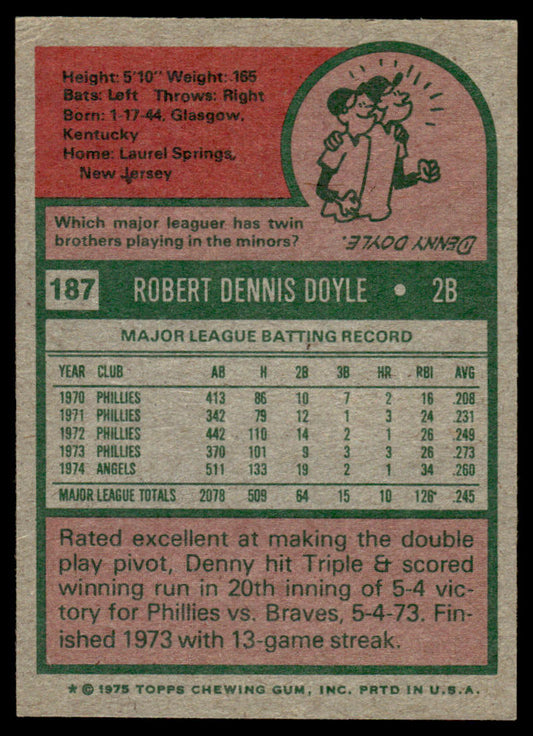 Height: 5'10" Weight: 165
Bats: Left Throws: Right
Born: 1-17-44, Glasgow,
Kentucky
Home: Laurel Springs,
New Jersey
Which major leaguer has twin
brothers playing in the minors?
DENNY DOYLE.
187 ROBERT DENNIS DOYLE • 2B
MAJOR LEAGUE BATTING RECORD
YEAR CLUB AB H 2B 3B HR RBI AVG
1970 PHILLIES 413 86 10 7 2 16 .208
1971 PHILLIES 342 79 12 1 3 24 .231
1972 PHILLIES 442 110 14 2 1 26 .249
1973 PHILLIES 370 101 9 3 3 26 .273
1974 ANGELS 511 133 19 2 1 34 .260
MAJOR LEAGUE TOTALS 2078 509 64 15 10 126* .245
Rated excellent at making the double
play pivot, Denny hit Triple & scored
winning run in 20th inning of 5-4 vic-
tory for Phillies vs. Braves, 5-4-73. Fin-
ished 1973 with 13-game streak.
* © 1975 TOPPS CHEWING GUM, INC. PRTD IN U.S.A.